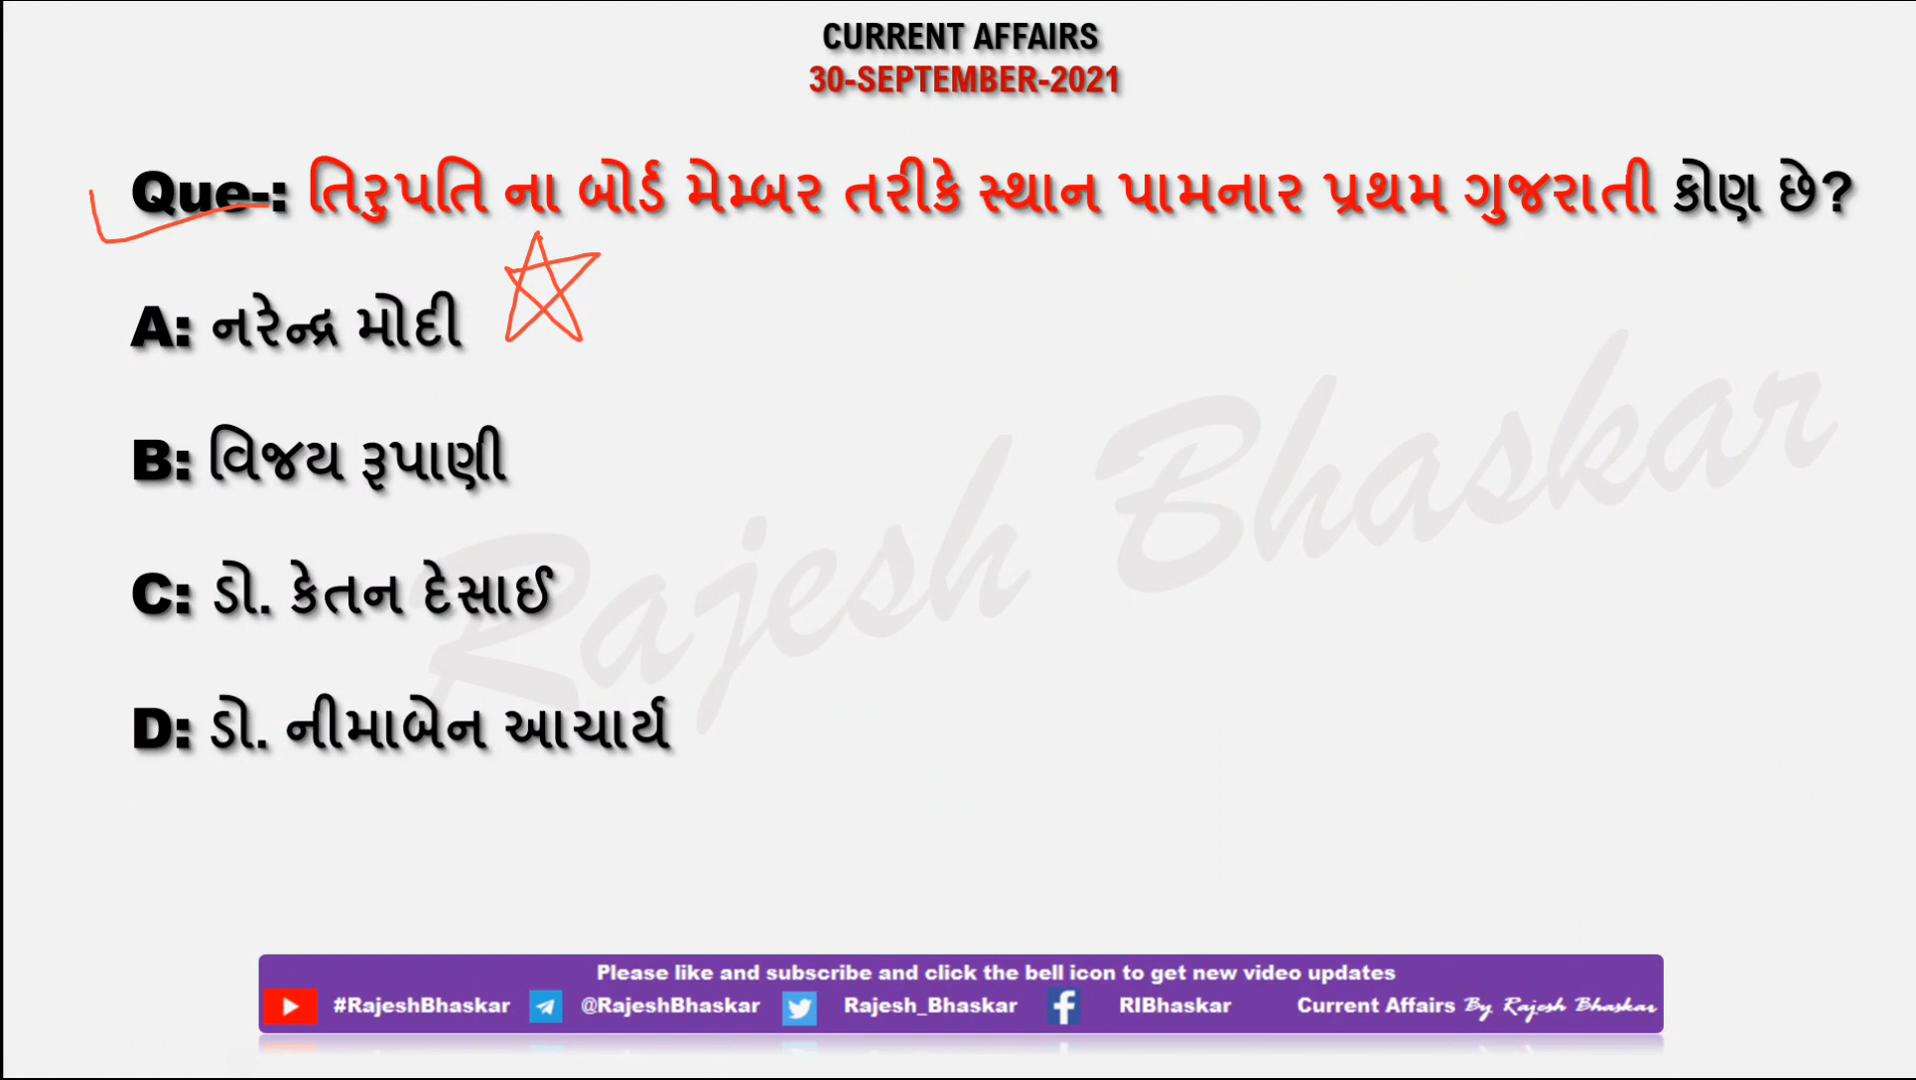 CURRENT AFFAIRS
30-SEPTEMBER-2021
Que-: તિરુપતિ ના બોર્ડ મેમ્બર તરીકે સ્થાન પામનાર પ્રથમ ગુજરાતી કોણ છે?
A: નરેન્દ્ર મોદી
B: વિજય રૂપાણી
C: ડો. કેતન દેસાઈ
D: ડો. નીમાબેન આચાર્ય
Rajesh Bhaskar
Please like and subscribe and click the bell icon to get new video updates
#RajeshBhaskar @RajeshBhaskar Rajesh_Bhaskar RIBhaskar Current Affairs By Rajesh Bhaskar